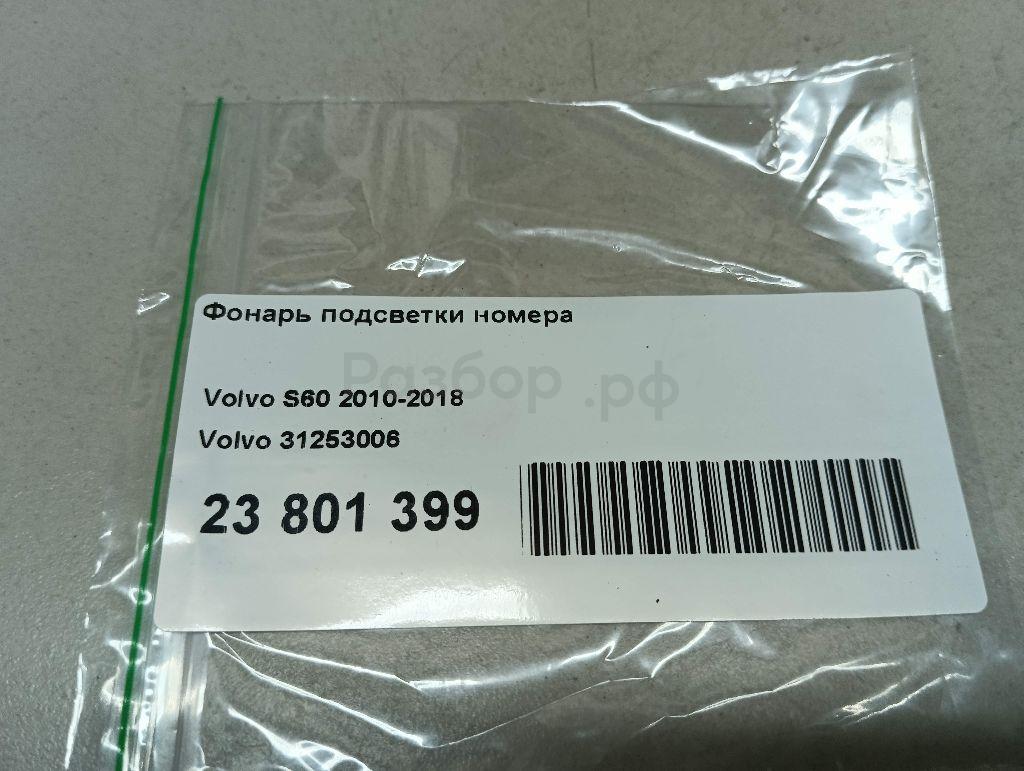 Фонарь подсветки номера
Разбор.рф
Volvo S60 2010-2018
Volvo 31253006
23 801 399